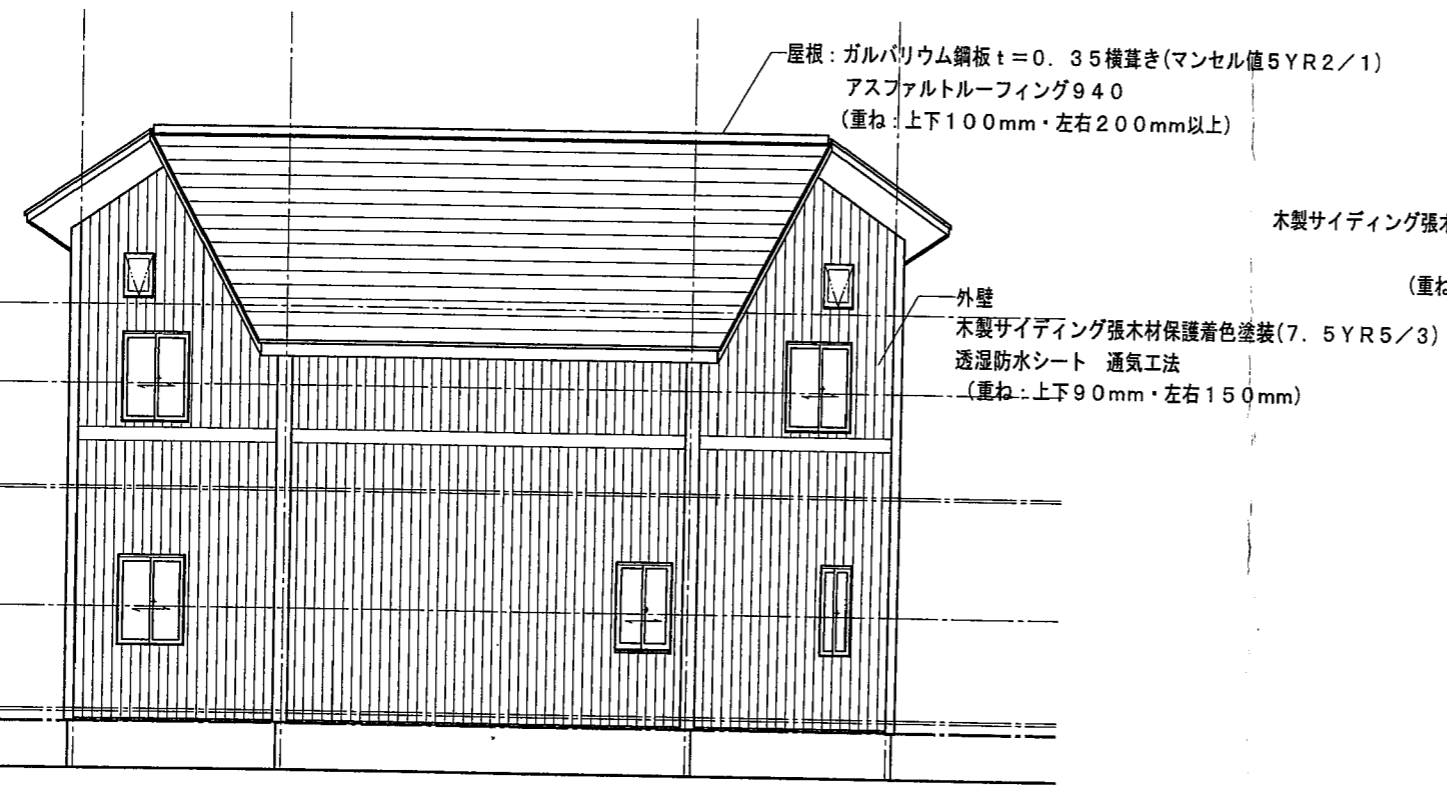 屋根：ガルバリウム鋼板ｔ＝０．３５横葺き(マンセル値５ＹＲ２／１)
アスファルトルーフィング９４０
(重ね：上下１００mm・左右２００mm以上)
木製サイディング張木
(重ね
外壁
木製サイディング張木材保護着色塗装(７．５ＹＲ５／３)
透湿防水シート　通気工法
(重ね：上下９０mm・左右１５０mm)